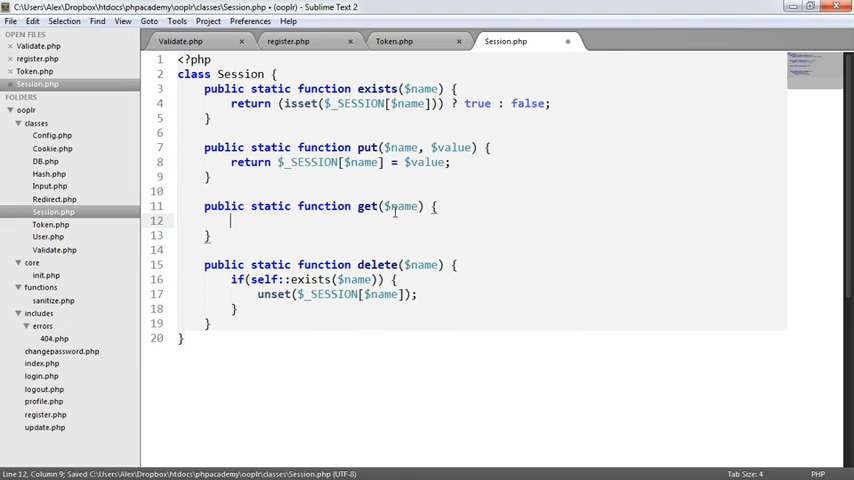 C:\Users\Alex\Dropbox\htdocs\phpacademy\ooplr\classes\Session.php • (ooplr) - Sublime Text 2
File Edit Selection Find View Goto Tools Project Preferences Help
OPEN FILES
× Validate.php
× register.php
× Token.php
• Session.php
FOLDERS
ooplr
classes
Config.php
Cookie.php
DB.php
Hash.php
Input.php
Redirect.php
Session.php
Token.php
User.php
Validate.php
core
init.php
functions
sanitize.php
includes
errors
404.php
changepassword.php
index.php
login.php
logout.php
profile.php
register.php
update.php
Validate.php × register.php × Token.php × Session.php •
1 <?php
2 class Session {
3 public static function exists($name) {
4 return (isset($_SESSION[$name])) ? true : false;
5 }
6
7 public static function put($name, $value) {
8 return $_SESSION[$name] = $value;
9 }
10
11 public static function get($name) {
12
13 }
14
15 public static function delete($name) {
16 if(self::exists($name)) {
17 unset($_SESSION[$name]);
18 }
19 }
20 }
Line 12, Column 9; Saved C:\Users\Alex\Dropbox\htdocs\phpacademy\ooplr\classes\Session.php (UTF-8) Tab Size: 4 PHP